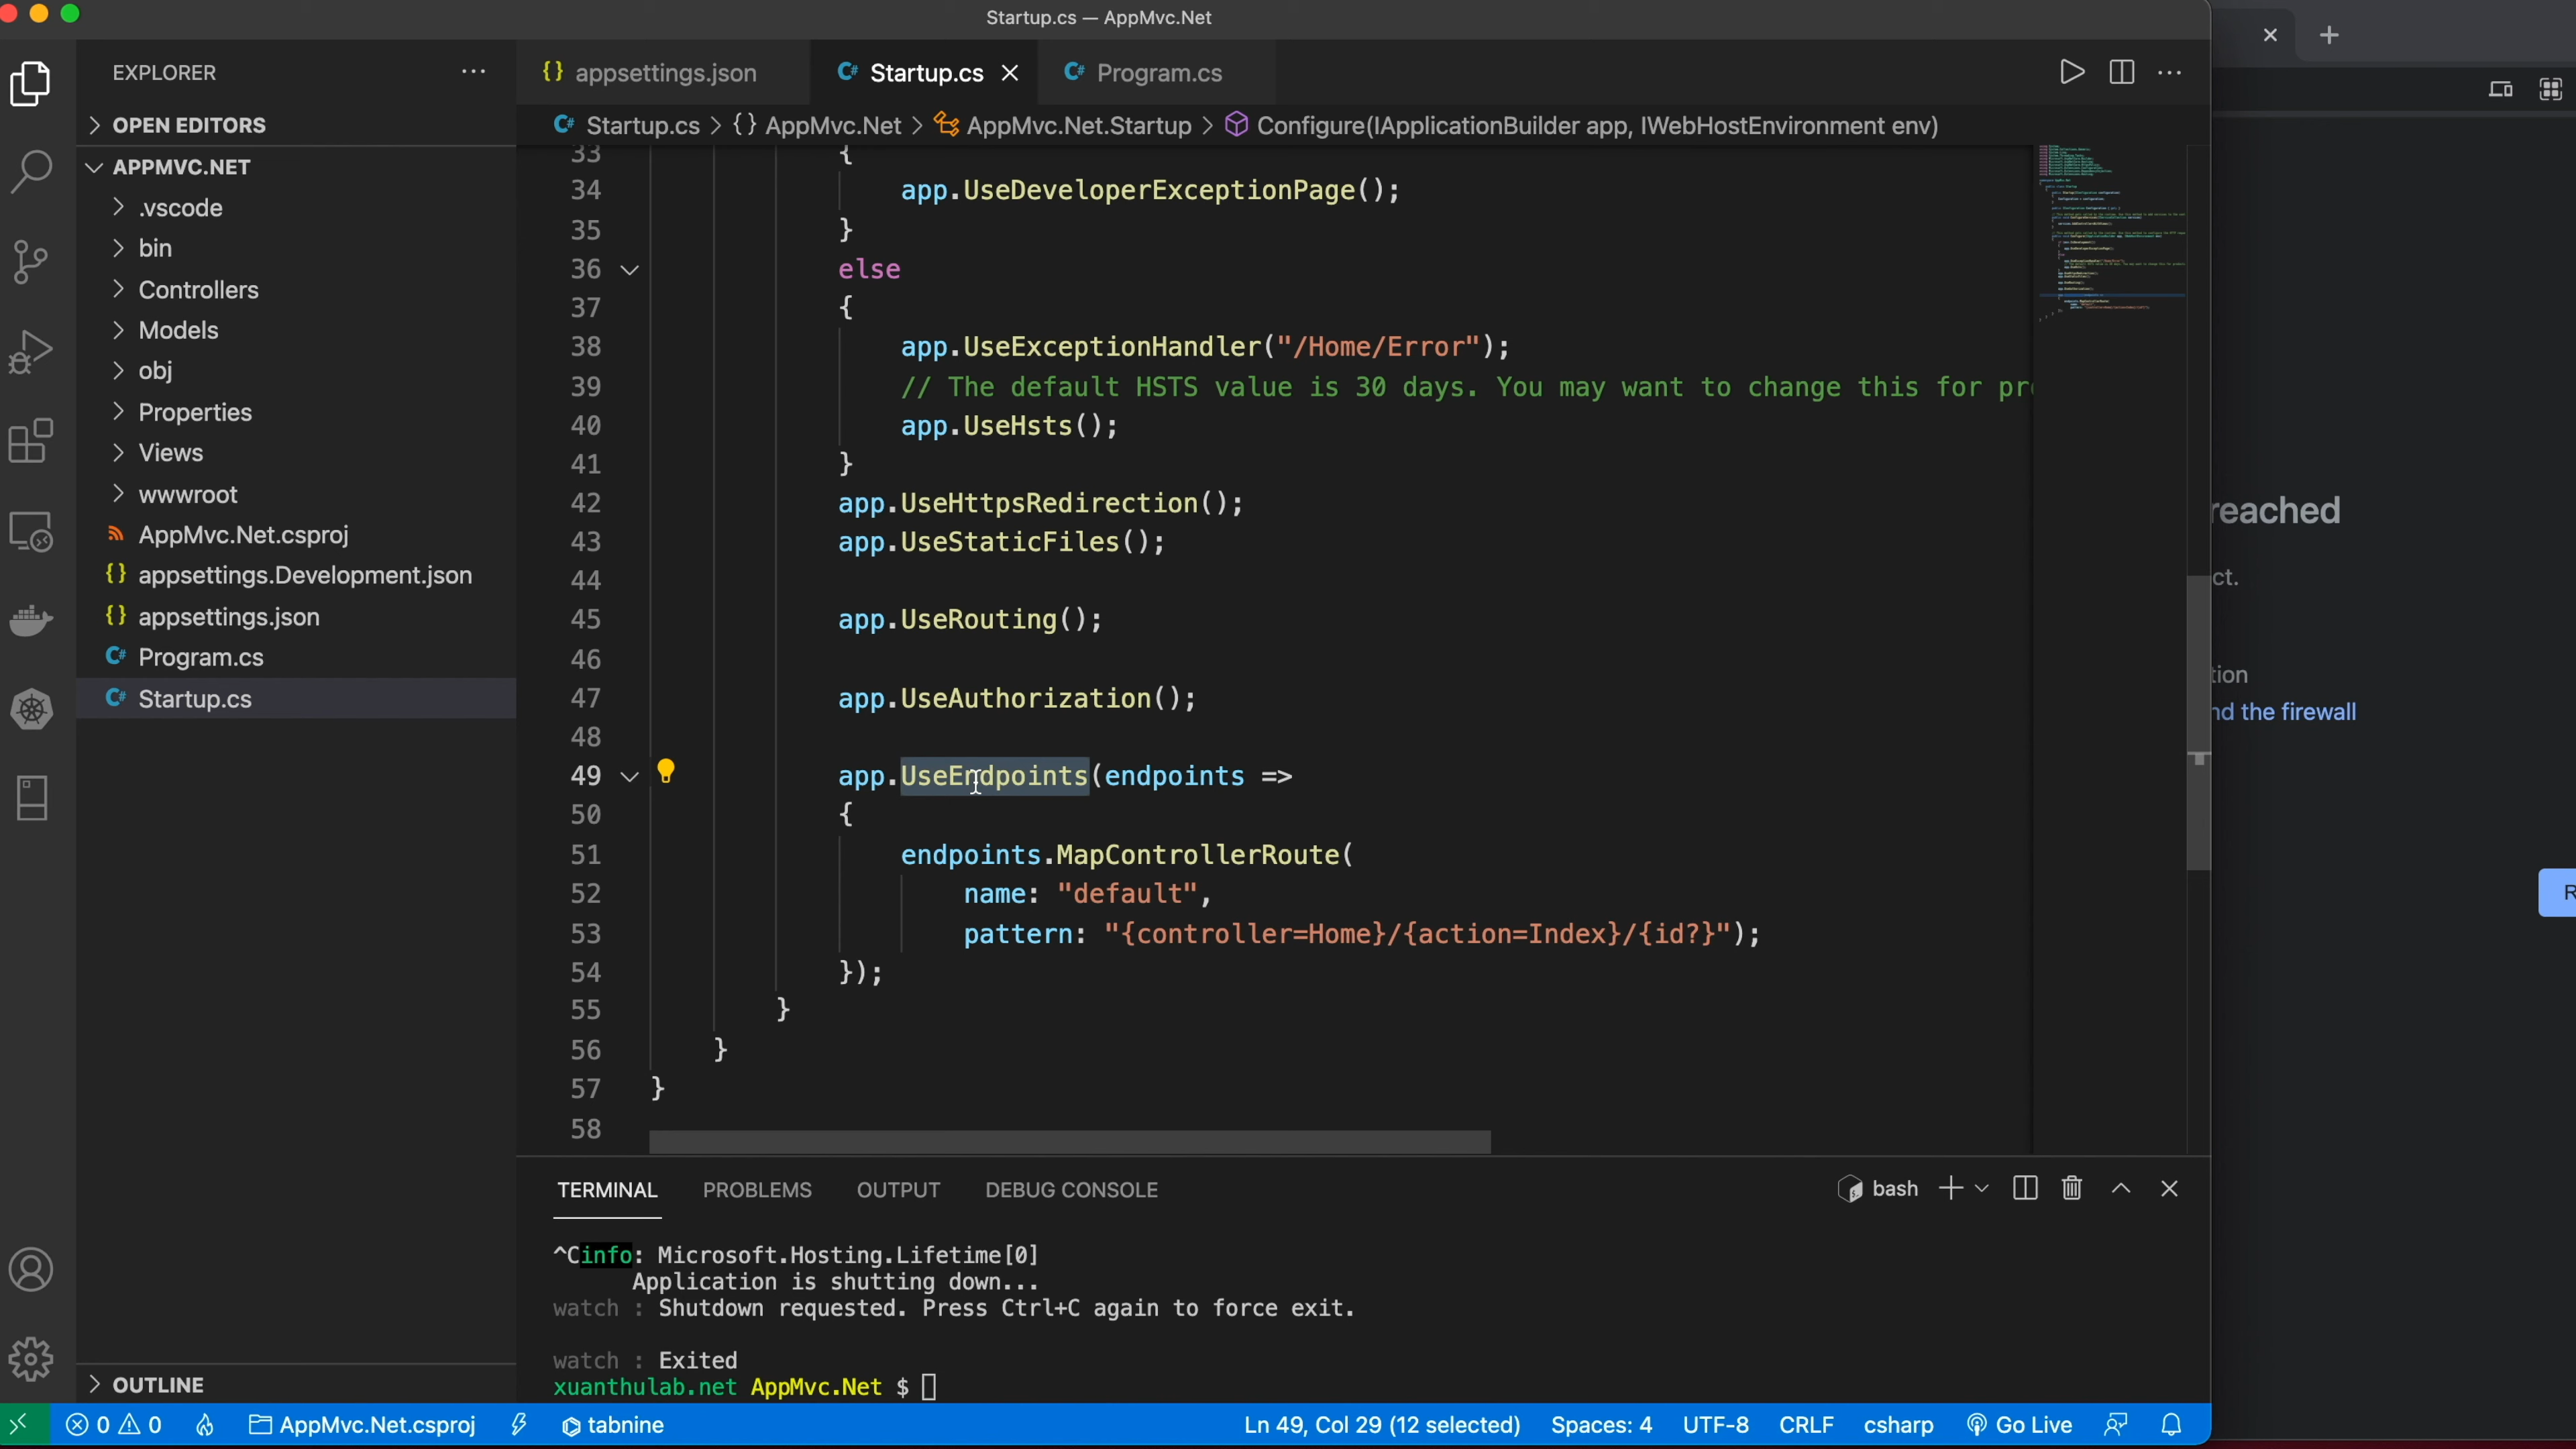 Startup.cs — AppMvc.Net
EXPLORER
OPEN EDITORS
APPMVC.NET
.vscode
bin
Controllers
Models
obj
Properties
Views
wwwroot
AppMvc.Net.csproj
{} appsettings.Development.json
{} appsettings.json
C# Program.cs
C# Startup.cs
OUTLINE
{} appsettings.json
C# Startup.cs
C# Program.cs
C# Startup.cs > {} AppMvc.Net > AppMvc.Net.Startup > Configure(IApplicationBuilder app, IWebHostEnvironment env)
33 {
34 app.UseDeveloperExceptionPage();
35 }
36 else
37 {
38 app.UseExceptionHandler("/Home/Error");
39 // The default HSTS value is 30 days. You may want to change this for pr
40 app.UseHsts();
41 }
42 app.UseHttpsRedirection();
43 app.UseStaticFiles();
44
45 app.UseRouting();
46
47 app.UseAuthorization();
48
49 app.UseEndpoints(endpoints =>
50 {
51 endpoints.MapControllerRoute(
52 name: "default",
53 pattern: "{controller=Home}/{action=Index}/{id?}");
54 });
55 }
56 }
57 }
58
TERMINAL PROBLEMS OUTPUT DEBUG CONSOLE
bash
^Cinfo: Microsoft.Hosting.Lifetime[0]
Application is shutting down...
watch : Shutdown requested. Press Ctrl+C again to force exit.
watch : Exited
xuanthulab.net AppMvc.Net $
0 0 AppMvc.Net.csproj tabnine
Ln 49, Col 29 (12 selected) Spaces: 4 UTF-8 CRLF csharp Go Live
reached
ct.
tion
nd the firewall
R